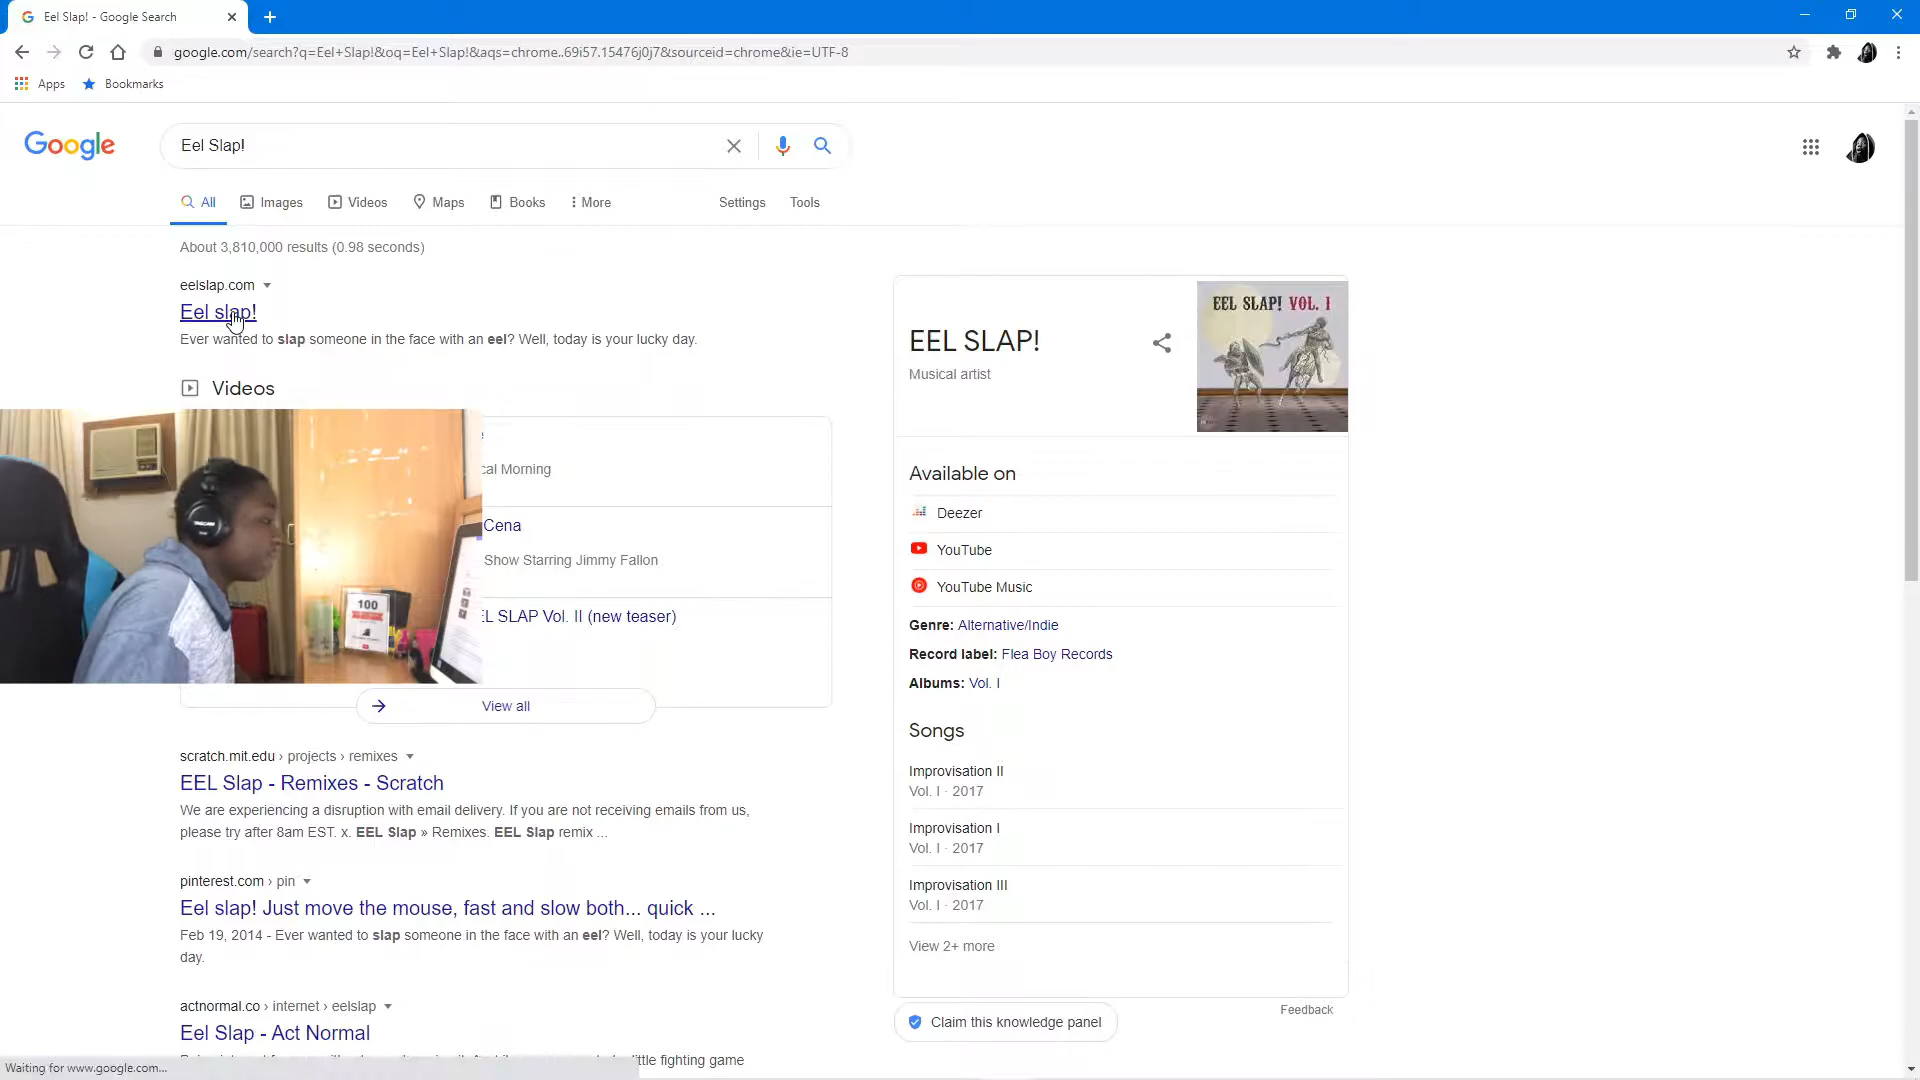 Eel Slap! - Google Search
google.com/search?q=Eel+Slap!&oq=Eel+Slap!&aqs=chrome..69i57.15476j0j7&sourceid=chrome&ie=UTF-8
Apps Bookmarks
Google
Eel Slap!
All Images Videos Maps Books More Settings Tools
About 3,810,000 results (0.98 seconds)
eelslap.com
Eel slap!
Ever wanted to slap someone in the face with an eel? Well, today is your lucky day.
Videos
cal Morning
Cena
Show Starring Jimmy Fallon
EL SLAP Vol. II (new teaser)
100
View all
scratch.mit.edu › projects › remixes
EEL Slap - Remixes - Scratch
We are experiencing a disruption with email delivery. If you are not receiving emails from us,
please try after 8am EST. x. EEL Slap » Remixes. EEL Slap remix ...
pinterest.com › pin
Eel slap! Just move the mouse, fast and slow both... quick ...
Feb 19, 2014 - Ever wanted to slap someone in the face with an eel? Well, today is your lucky
day.
actnormal.co › internet › eelslap
Eel Slap - Act Normal
little fighting game
Waiting for www.google.com...
EEL SLAP!
Musical artist
EEL SLAP! VOL. I
Available on
Deezer
YouTube
YouTube Music
Genre: Alternative/Indie
Record label: Flea Boy Records
Albums: Vol. I
Songs
Improvisation II
Vol. I · 2017
Improvisation I
Vol. I · 2017
Improvisation III
Vol. I · 2017
View 2+ more
Feedback
Claim this knowledge panel